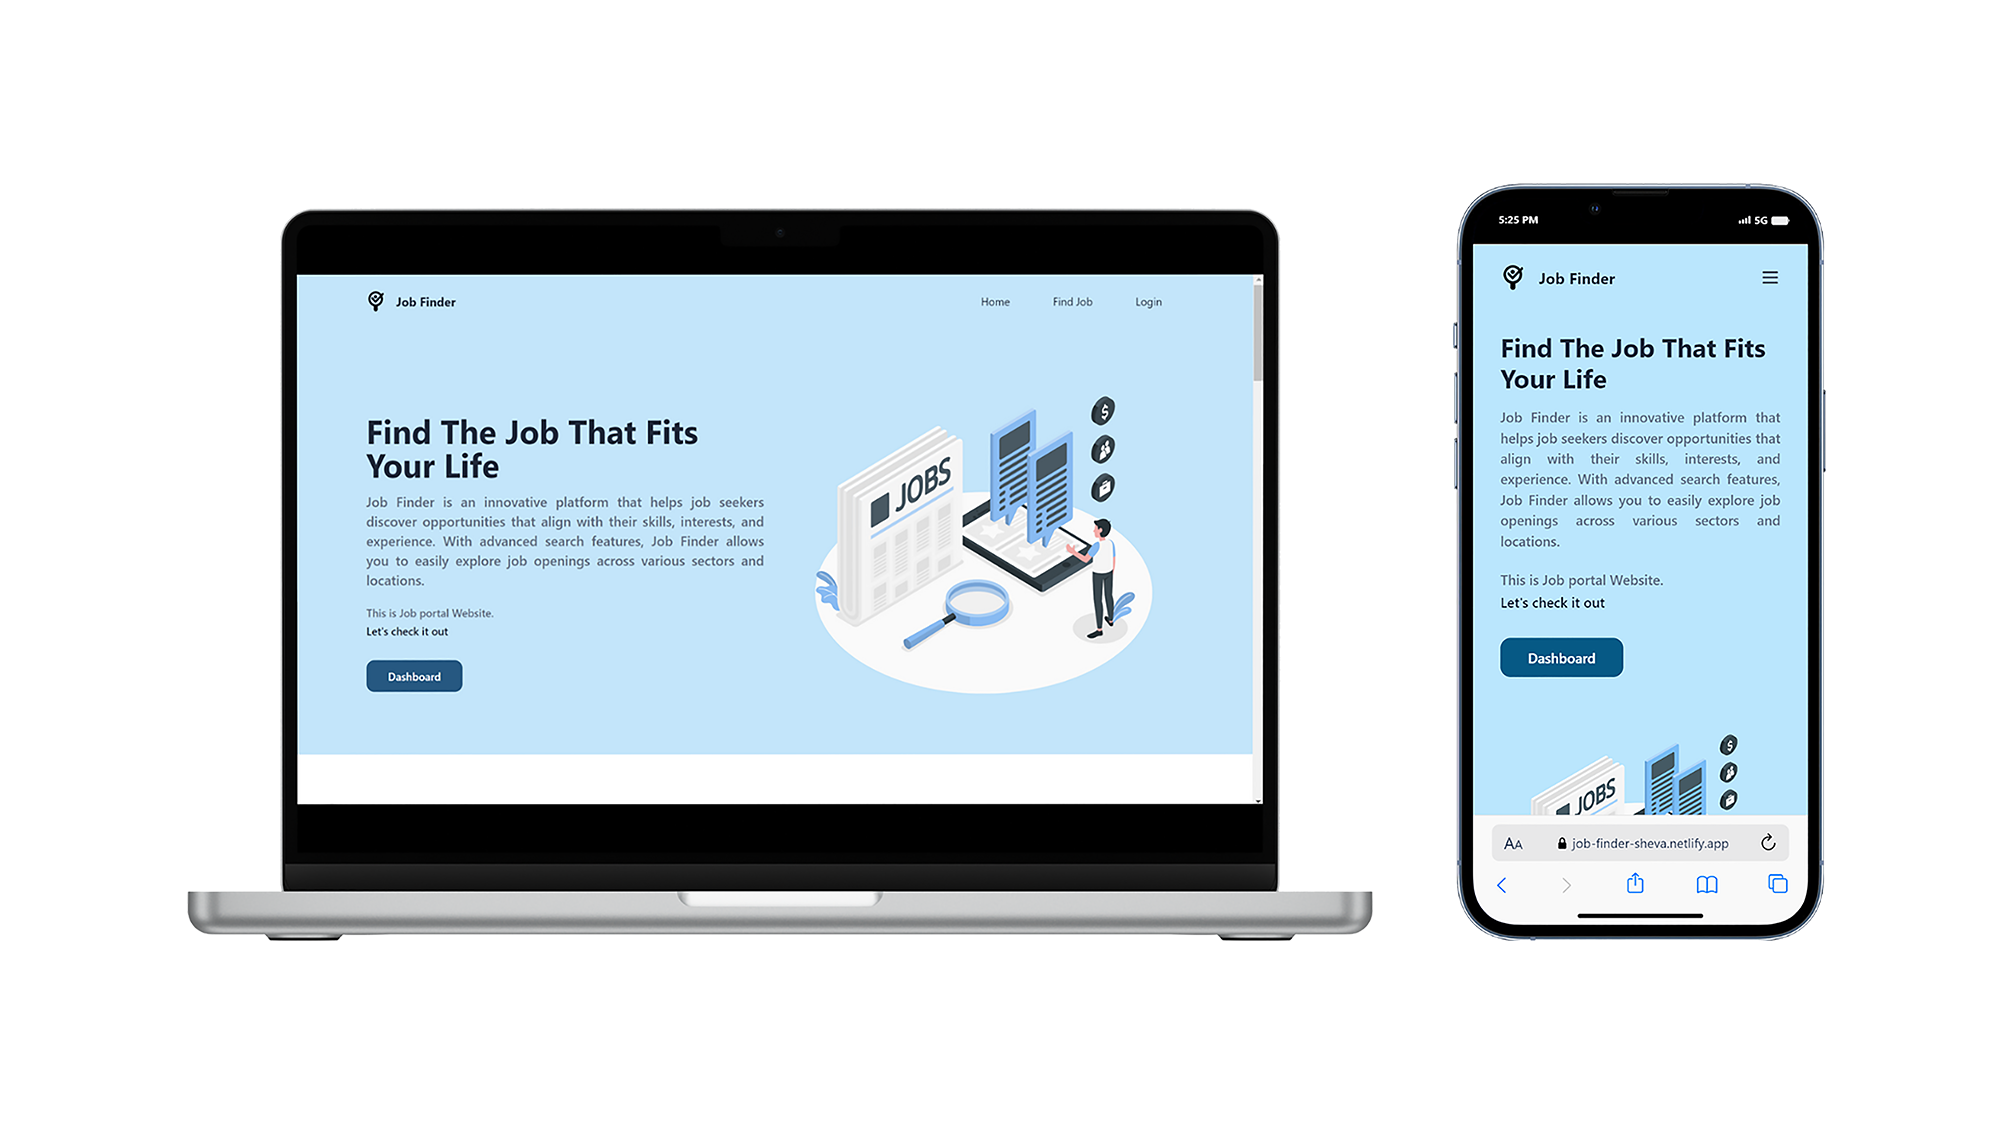 Job Finder
Home Find Job Login
Find The Job That Fits
Your Life
Job Finder is an innovative platform that helps job seekers
discover opportunities that align with their skills, interests, and
experience. With advanced search features, Job Finder allows
you to easily explore job openings across various sectors and
locations.
This is Job portal Website.
Let's check it out
Dashboard
JOBS
$
5:25 PM 5G
Job Finder
Find The Job That Fits
Your Life
Job Finder is an innovative platform that
helps job seekers discover opportunities that
align with their skills, interests, and
experience. With advanced search features,
Job Finder allows you to easily explore job
openings across various sectors and
locations.
This is Job portal Website.
Let's check it out
Dashboard
JOBS
$
AA job-finder-sheva.netlify.app